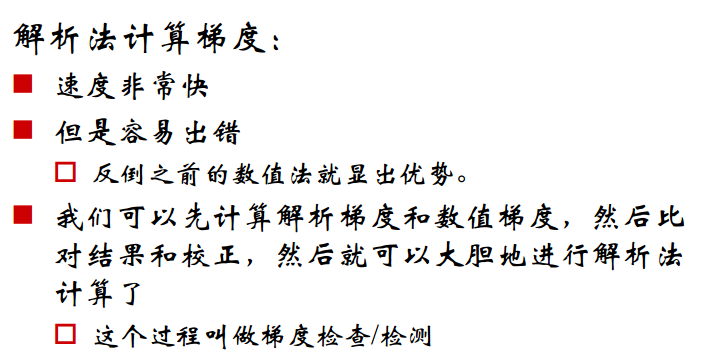 解析法计算梯度：
速度非常快
但是容易出错
反倒之前的数值法就显出优势。
我们可以先计算解析梯度和数值梯度，然后比
对结果和校正，然后就可以大胆地进行解析法
计算了
这个过程叫做梯度检查/检测